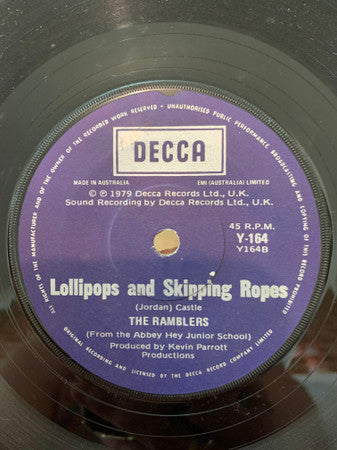 ALL RIGHTS OF THE MANUFACTURER AND OF THE OWNER OF THE RECORDED WORK RESERVED • UNAUTHORISED PUBLIC PERFORMANCE, BROADCASTING AND COPYING OF THIS RECORD PROHIBITED
DECCA
MADE IN AUSTRALIA EMI (AUSTRALIA) LIMITED
© ℗ 1979 Decca Records Ltd., U.K.
Sound Recording by Decca Records Ltd., U.K.
45 R.P.M.
Y-164
Y164B
Lollipops and Skipping Ropes
(Jordan) Castle
THE RAMBLERS
(From the Abbey Hey Junior School)
Produced by Kevin Parrott
Productions
ORIGINAL RECORDING AND LICENSED BY THE DECCA RECORD COMPANY LIMITED